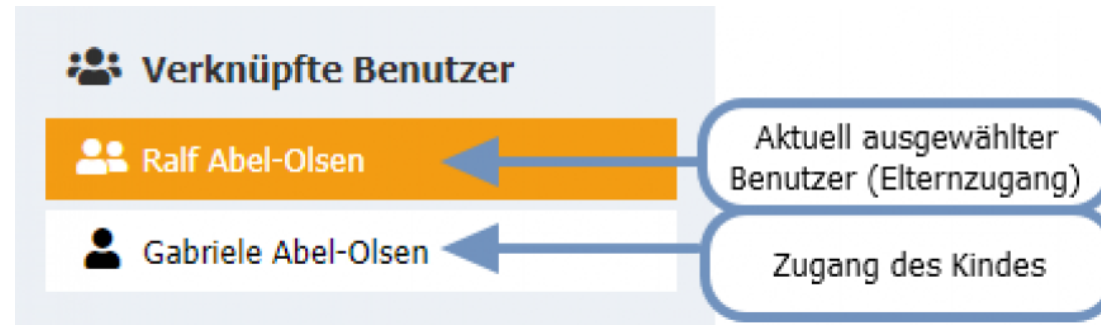 Verknüpfte Benutzer
Ralf Abel-Olsen
Aktuell ausgewählter
Benutzer (Elternzugang)
Gabriele Abel-Olsen
Zugang des Kindes